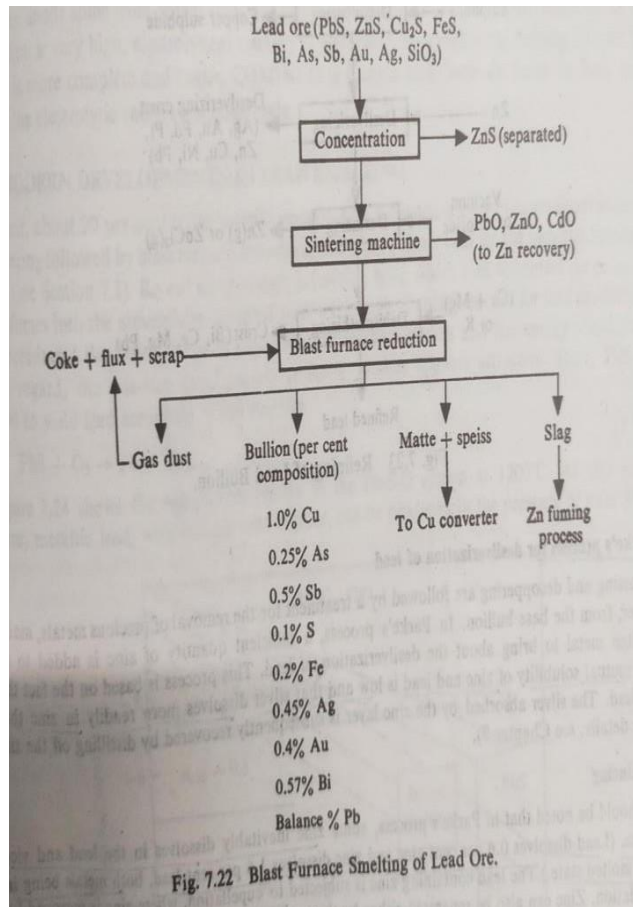 Lead ore (PbS, ZnS, Cu₂S, FeS,
Bi, As, Sb, Au, Ag, SiO₃)
Concentration
ZnS (separated)
Sintering machine
PbO, ZnO, CdO
(to Zn recovery)
Coke + flux + scrap
Blast furnace reduction
Gas dust
Bullion (per cent
composition)
Matte + speiss
Slag
To Cu converter
Zn fuming
process
1.0% Cu
0.25% As
0.5% Sb
0.1% S
0.2% Fe
0.45% Ag
0.4% Au
0.57% Bi
Balance % Pb
Fig. 7.22 Blast Furnace Smelting of Lead Ore.